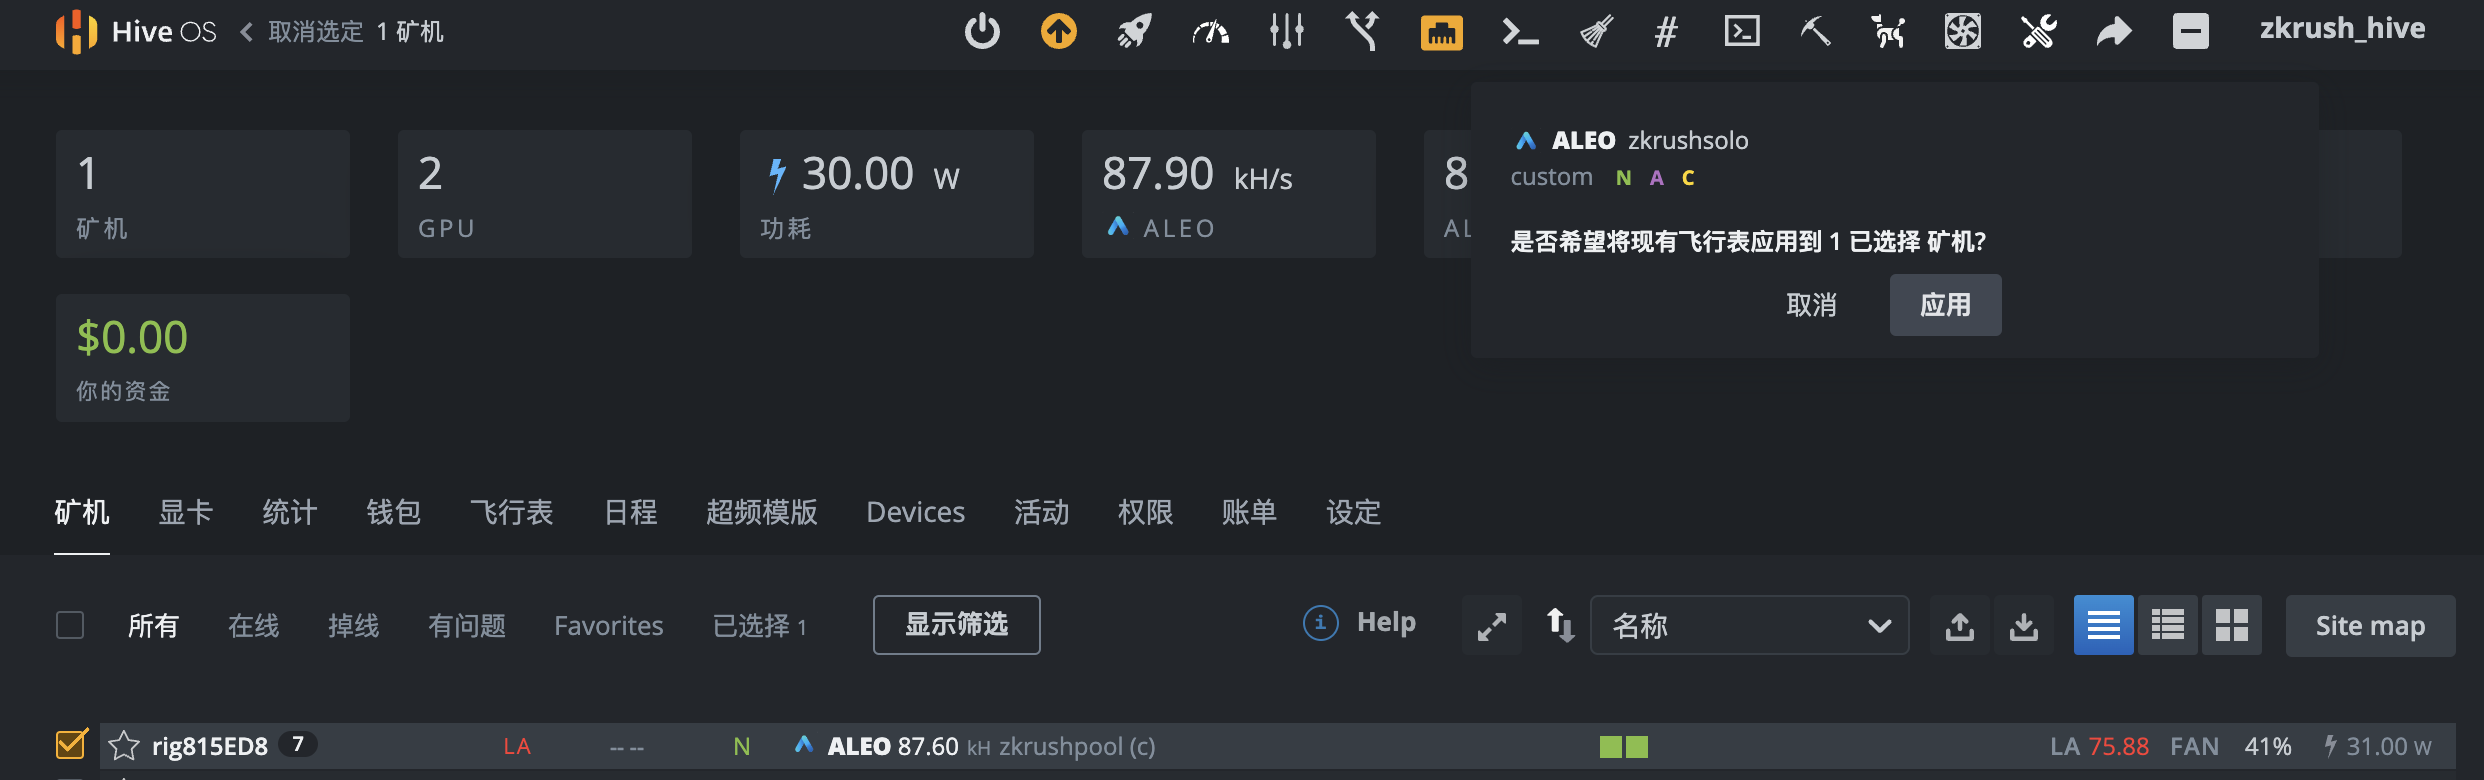 Hive OS 取消选定 1 矿机
zkrush_hive
ALEO zkrushsolo
custom N A C
是否希望将现有飞行表应用到 1 已选择 矿机?
取消 应用
1
矿机
2
GPU
30.00 W
功耗
87.90 kH/s
ALEO
8
AL
$0.00
你的资金
矿机 显卡 统计 钱包 飞行表 日程 超频模版 Devices 活动 权限 账单 设定
所有 在线 掉线 有问题 Favorites 已选择 1 显示筛选 Help 名称 Site map
rig815ED8 7 LA -- -- N ALEO 87.60 kH zkrushpool (c) LA 75.88 FAN 41% 31.00 W